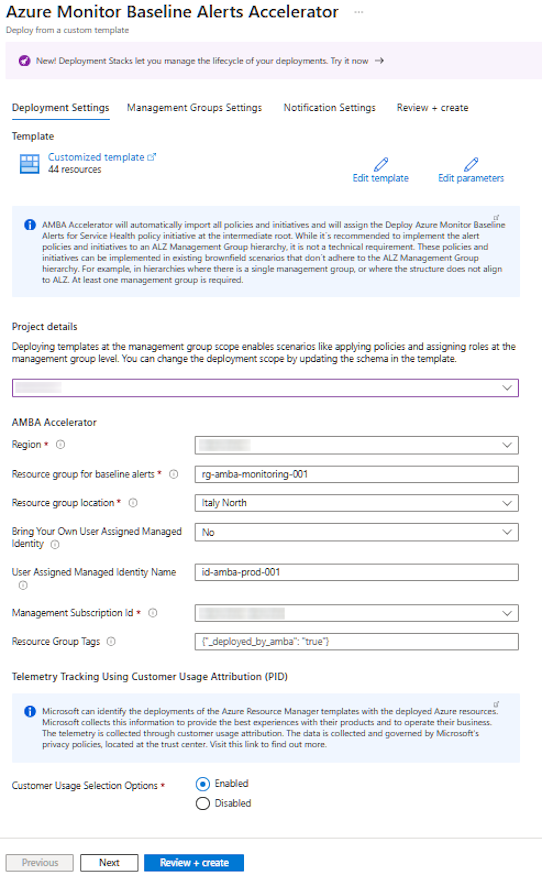 Azure Monitor Baseline Alerts Accelerator ...
Deploy from a custom template
New! Deployment Stacks let you manage the lifecycle of your deployments. Try it now →
Deployment Settings Management Groups Settings Notification Settings Review + create
Template
Customized template
44 resources
Edit template Edit parameters
AMBA Accelerator will automatically import all policies and initiatives and will assign the Deploy Azure Monitor Baseline
Alerts for Service Health policy initiative at the intermediate root. While it´s recommended to implement the alert
policies and initiatives to an ALZ Management Group hierarchy, it is not a technical requirement. These policies and
initiatives can be implemented in existing brownfield scenarios that don´t adhere to the ALZ Management Group
hierarchy. For example, in hierarchies where there is a single management group, or where the structure does not align
to ALZ. At least one management group is required.
Project details
Deploying templates at the management group scope enables scenarios like applying policies and assigning roles at the
management group level. You can change the deployment scope by updating the schema in the template.
AMBA Accelerator
Region *
Resource group for baseline alerts * rg-amba-monitoring-001
Resource group location * Italy North
Bring Your Own User Assigned Managed
Identity No
User Assigned Managed Identity Name id-amba-prod-001
Management Subscription Id *
Resource Group Tags {"_deployed_by_amba": "true"}
Telemetry Tracking Using Customer Usage Attribution (PID)
Microsoft can identify the deployments of the Azure Resource Manager templates with the deployed Azure resources.
Microsoft collects this information to provide the best experiences with their products and to operate their business.
The telemetry is collected through customer usage attribution. The data is collected and governed by Microsoft's
privacy policies, located at the trust center. Visit this link to find out more.
Customer Usage Selection Options * Enabled
Disabled
Previous Next Review + create